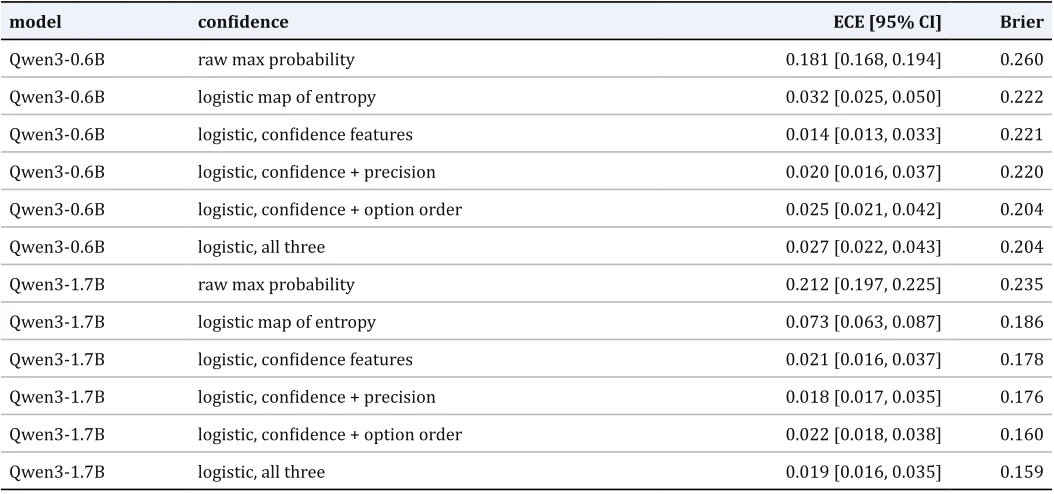 model confidence ECE [95% CI] Brier
Qwen3-0.6B raw max probability 0.181 [0.168, 0.194] 0.260
Qwen3-0.6B logistic map of entropy 0.032 [0.025, 0.050] 0.222
Qwen3-0.6B logistic, confidence features 0.014 [0.013, 0.033] 0.221
Qwen3-0.6B logistic, confidence + precision 0.020 [0.016, 0.037] 0.220
Qwen3-0.6B logistic, confidence + option order 0.025 [0.021, 0.042] 0.204
Qwen3-0.6B logistic, all three 0.027 [0.022, 0.043] 0.204
Qwen3-1.7B raw max probability 0.212 [0.197, 0.225] 0.235
Qwen3-1.7B logistic map of entropy 0.073 [0.063, 0.087] 0.186
Qwen3-1.7B logistic, confidence features 0.021 [0.016, 0.037] 0.178
Qwen3-1.7B logistic, confidence + precision 0.018 [0.017, 0.035] 0.176
Qwen3-1.7B logistic, confidence + option order 0.022 [0.018, 0.038] 0.160
Qwen3-1.7B logistic, all three 0.019 [0.016, 0.035] 0.159